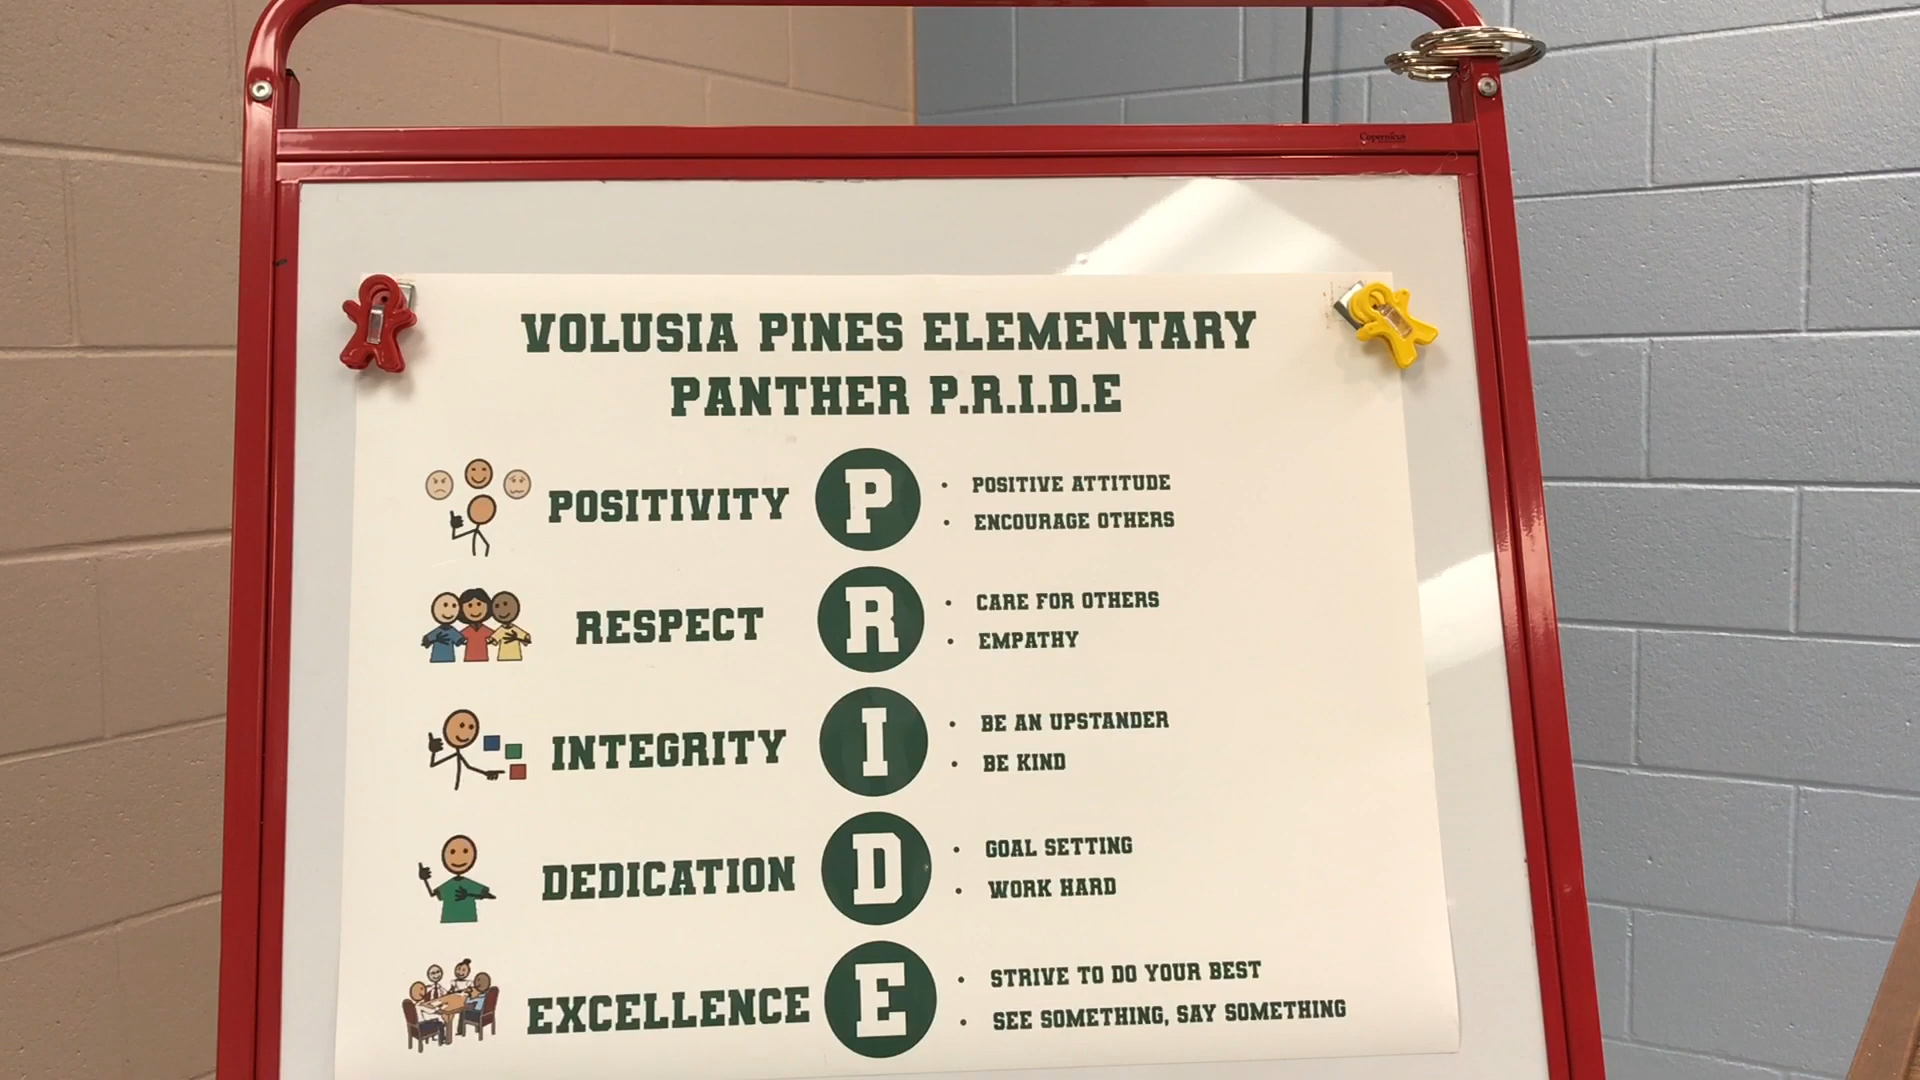 Copernicus
VOLUSIA PINES ELEMENTARY
PANTHER P.R.I.D.E
POSITIVITY P
• POSITIVE ATTITUDE
• ENCOURAGE OTHERS
RESPECT R
• CARE FOR OTHERS
• EMPATHY
INTEGRITY I
• BE AN UPSTANDER
• BE KIND
DEDICATION D
• GOAL SETTING
• WORK HARD
EXCELLENCE E
• STRIVE TO DO YOUR BEST
• SEE SOMETHING, SAY SOMETHING